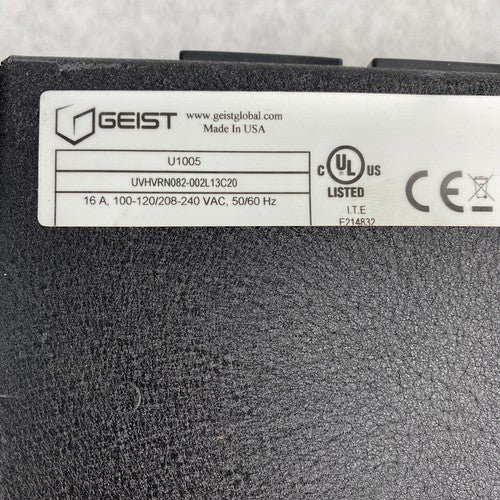 GEIST www.geistglobal.com
Made In USA
U1005
UVHVRN082-002L13C20
16 A, 100-120/208-240 VAC, 50/60 Hz
C UL US
LISTED
I.T.E
E214832
CE